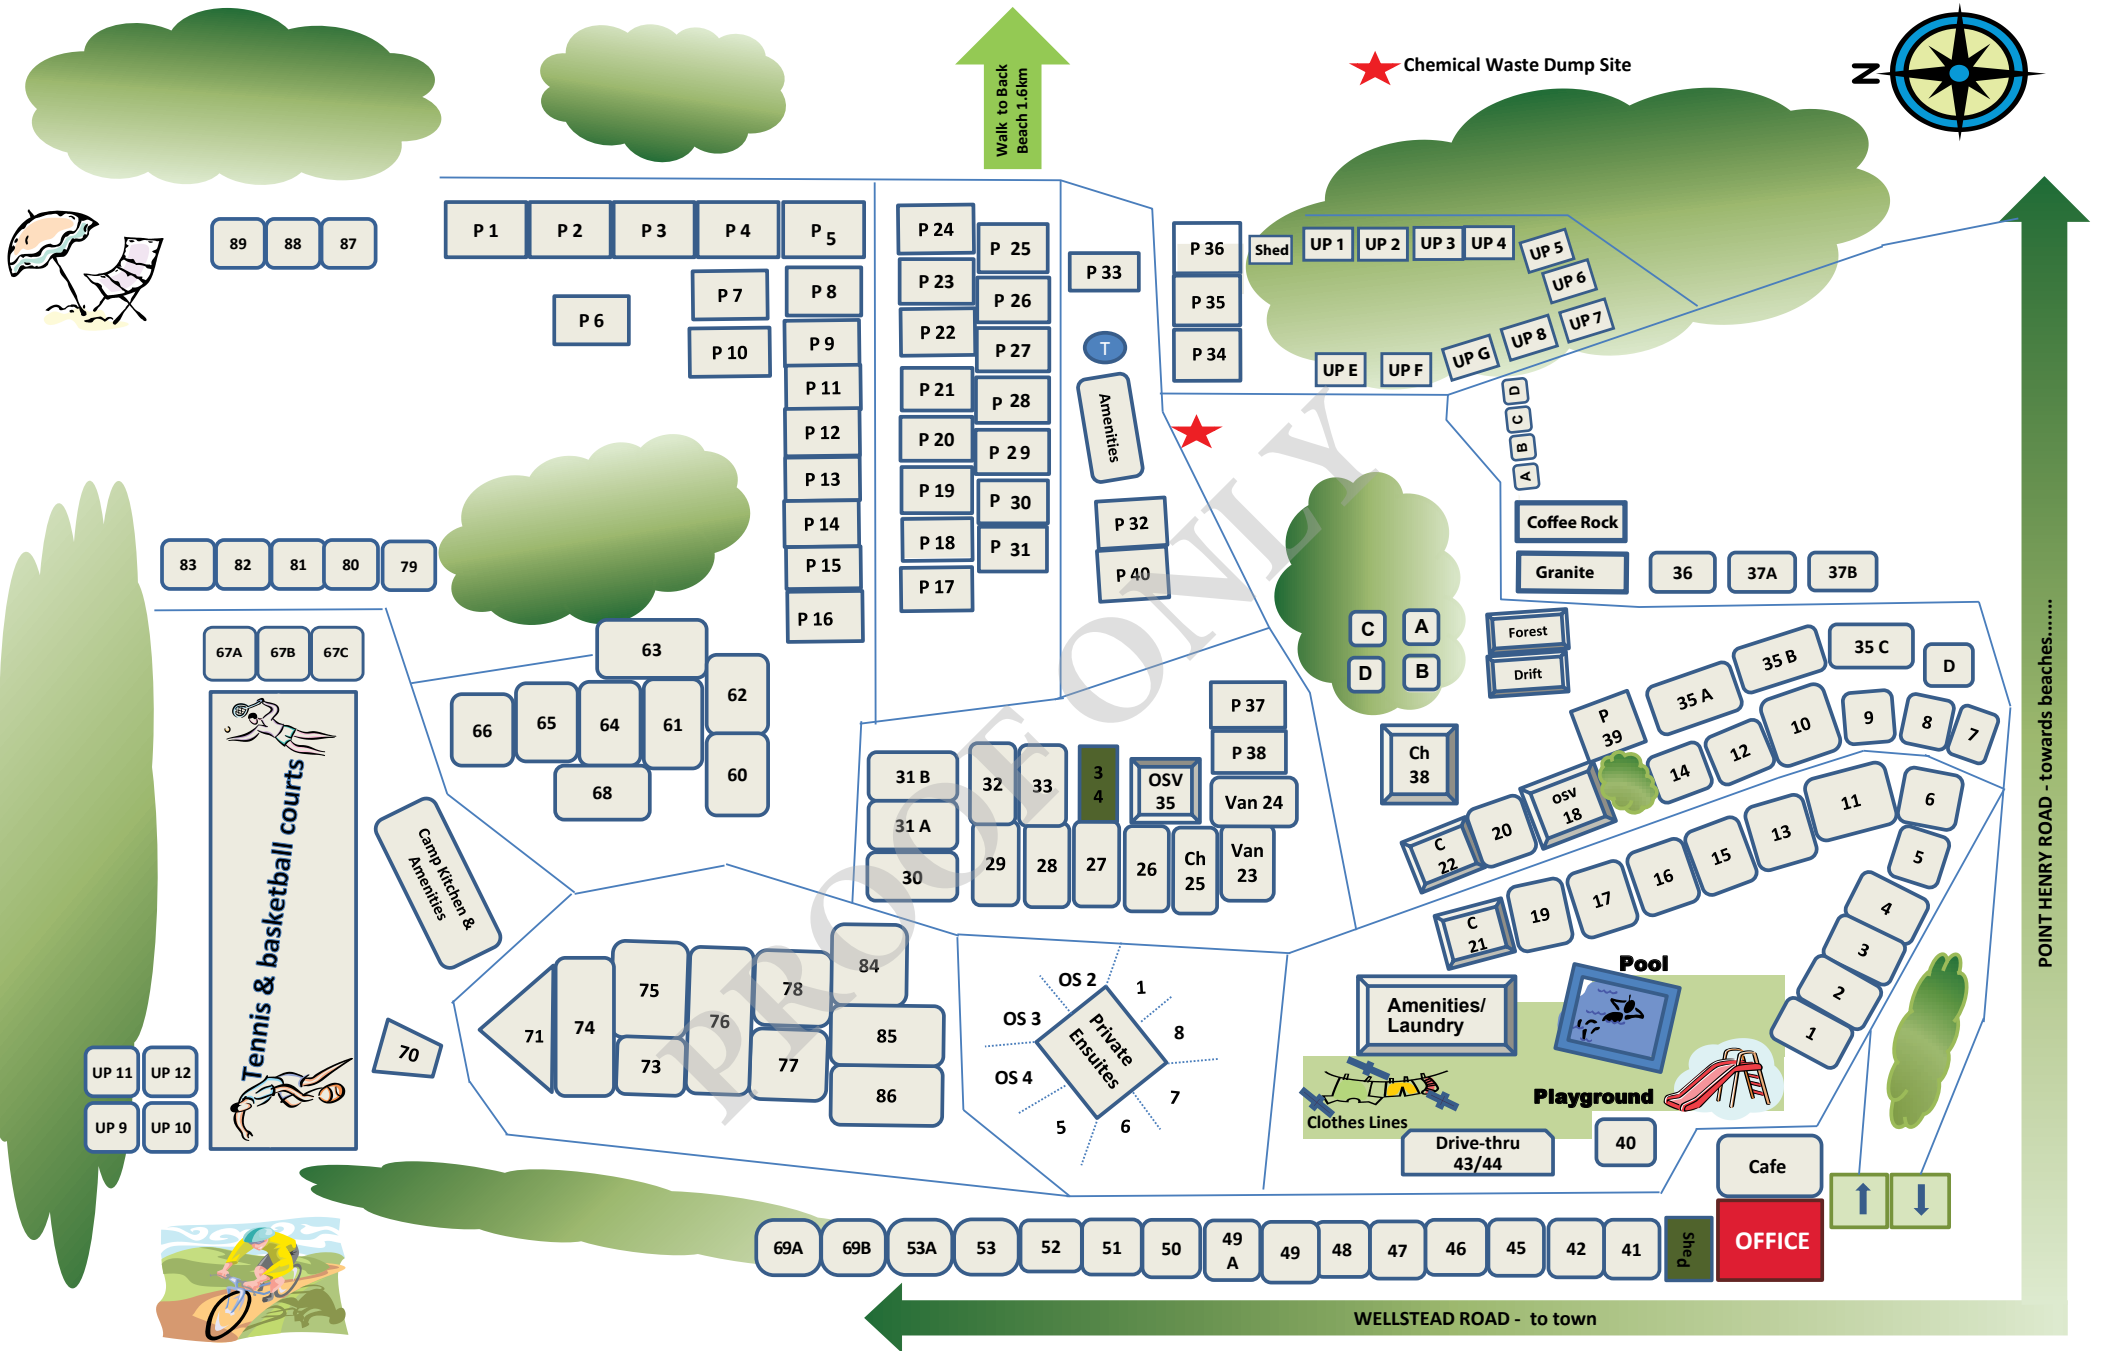 Walk to Back
Beach 1.6km
Chemical Waste Dump Site
N
89
88
87
P 1
P 2
P 3
P 4
P 5
P 24
P 25
P 33
P 36
Shed
UP 1
UP 2
UP 3
UP 4
UP 5
UP 6
UP 7
UP 8
UP G
UP F
UP E
P 6
P 7
P 8
P 10
P 9
P 11
P 12
P 13
P 14
P 15
P 16
P 23
P 26
P 22
P 27
P 21
P 28
P 20
P 29
P 19
P 30
P 18
P 31
P 17
T
Amenities
P 35
P 34
P 32
P 40
D
C
B
A
Coffee Rock
Granite
36
37A
37B
83
82
81
80
79
67A
67B
67C
63
62
66
65
64
61
60
68
C
A
D
B
Forest
Drift
35 A
35 B
35 C
D
P
39
P 37
P 38
Ch
38
14
12
10
9
8
7
31 B
31 A
30
32
33
3
4
OSV
35
Van 24
29
28
27
26
Ch
25
Van
23
C
22
20
osv
18
C
21
19
17
16
15
13
11
6
5
4
3
2
1
Tennis & basketball courts
Camp Kitchen &
Amenities
70
71
74
75
73
76
78
77
84
85
86
OS 2
1
OS 3
8
OS 4
7
5
6
Private
Ensuites
Amenities/
Laundry
Pool
Playground
Clothes Lines
Drive-thru
43/44
40
Cafe
OFFICE
UP 11
UP 12
UP 9
UP 10
69A
69B
53A
53
52
51
50
49
A
49
48
47
46
45
42
41
Shed
WELLSTEAD ROAD - to town
POINT HENRY ROAD - towards beaches......
PROOF ONLY